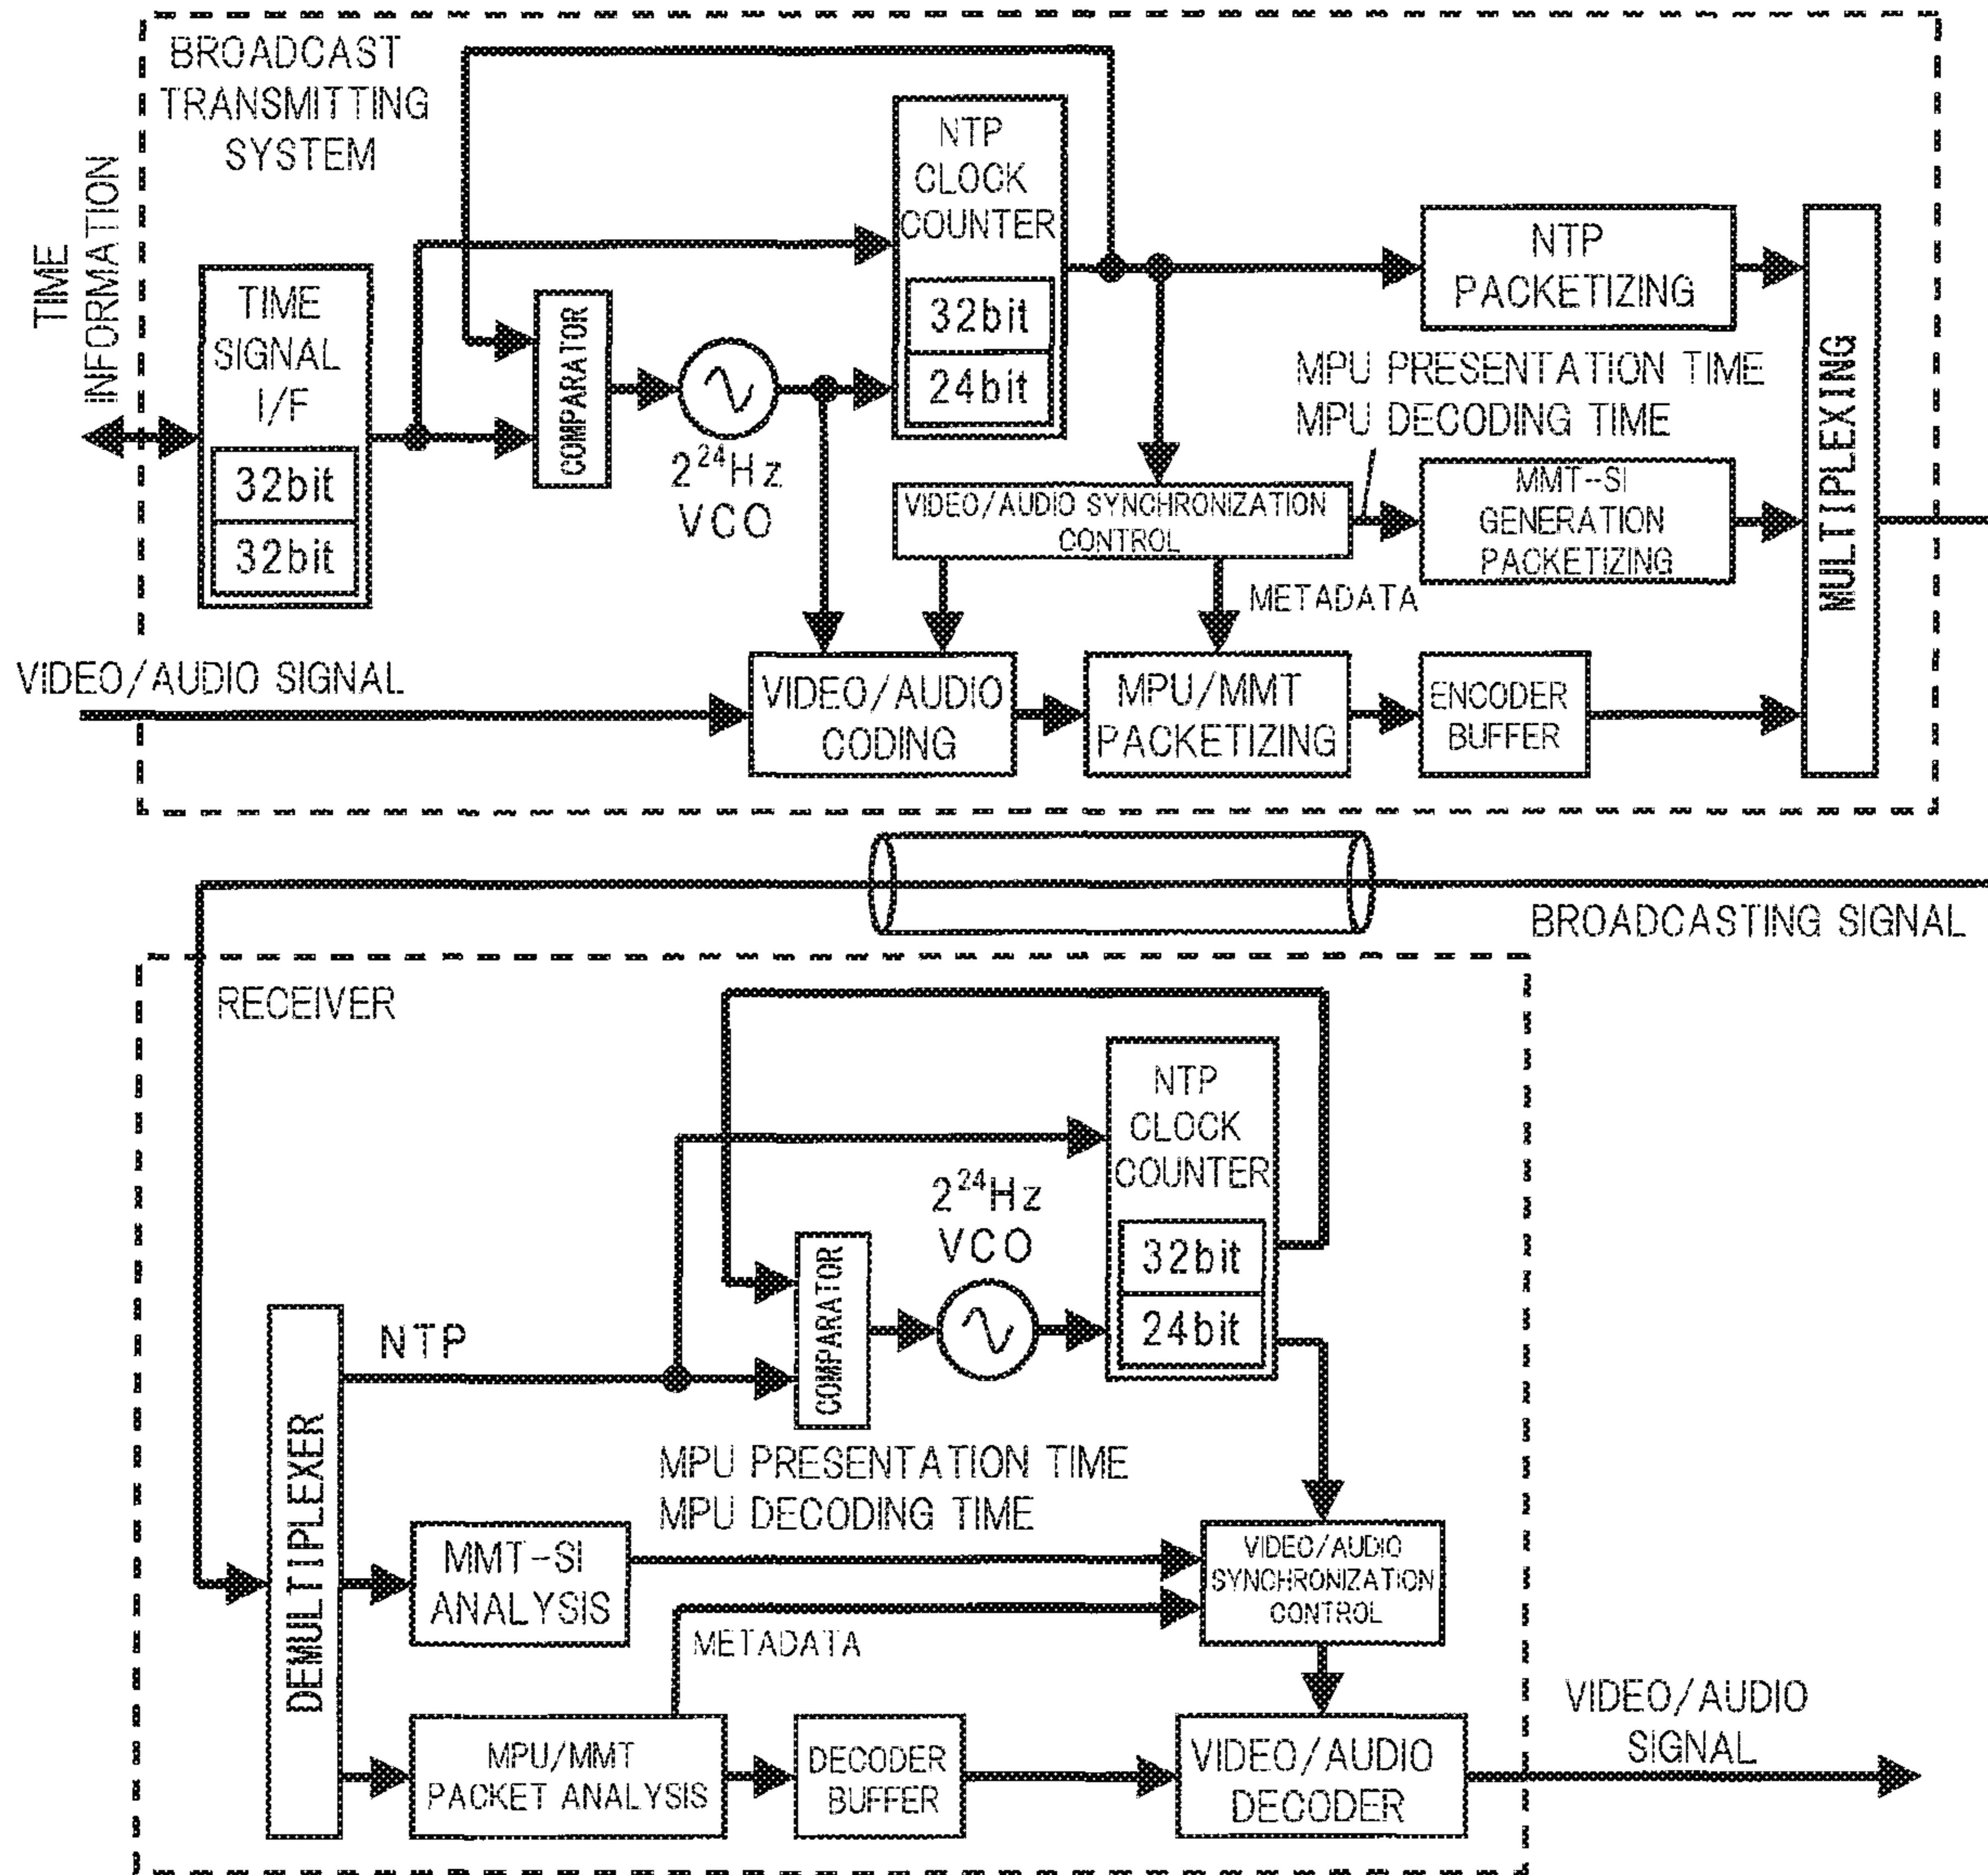 BROADCAST
TRANSMITTING
SYSTEM
TIME
INFORMATION
TIME
SIGNAL
I/F
32bit
32bit
COMPARATOR
2²⁴Hz
VCO
NTP
CLOCK
COUNTER
32bit
24bit
NTP
PACKETIZING
MPU PRESENTATION TIME
MPU DECODING TIME
VIDEO/AUDIO SYNCHRONIZATION
CONTROL
MMT-SI
GENERATION
PACKETIZING
METADATA
MULTIPLEXING
VIDEO/AUDIO SIGNAL
VIDEO/AUDIO
CODING
MPU/MMT
PACKETIZING
ENCODER
BUFFER
BROADCASTING SIGNAL
RECEIVER
NTP
CLOCK
COUNTER
32bit
24bit
2²⁴Hz
VCO
COMPARATOR
NTP
DEMULTIPLEXER
MPU PRESENTATION TIME
MPU DECODING TIME
MMT-SI
ANALYSIS
VIDEO/AUDIO
SYNCHRONIZATION
CONTROL
METADATA
MPU/MMT
PACKET ANALYSIS
DECODER
BUFFER
VIDEO/AUDIO
DECODER
VIDEO/AUDIO
SIGNAL